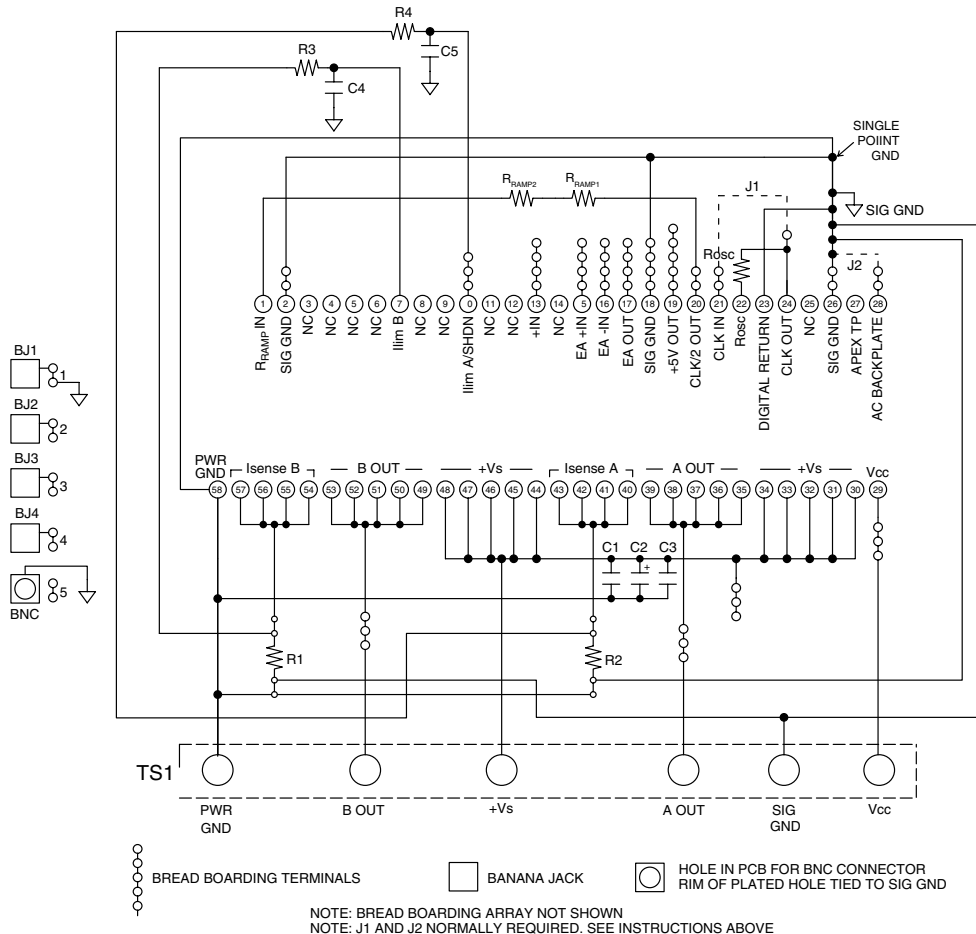 R4
C5
R3
C4
SINGLE
POIINT
GND
R RAMP2
R RAMP1
J1
SIG GND
Rosc
J2
1 2 3 4 5 6 7 8 9 0 11 12 13 14 5 16 17 18 19 20 21 22 23 24 25 26 27 28
R RAMP IN
SIG GND
NC
NC
NC
NC
Ilim B
NC
NC
Ilim A/SHDN
NC
NC
+IN
NC
EA +IN
EA -IN
EA OUT
SIG GND
+5V OUT
CLK/2 OUT
CLK IN
Rosc
DIGITAL RETURN
CLK OUT
NC
SIG GND
APEX TP
AC BACKPLATE
BJ1
1
BJ2
2
BJ3
3
BJ4
4
5
BNC
PWR
GND
Isense B
B OUT
+Vs
Isense A
A OUT
+Vs
Vcc
58 57 56 55 54 53 52 51 50 49 48 47 46 45 44 43 42 41 40 39 38 37 36 35 34 33 32 31 30 29
C1 C2 C3
+
R1
R2
TS1
PWR
GND
B OUT
+Vs
A OUT
SIG
GND
Vcc
BREAD BOARDING TERMINALS
BANANA JACK
HOLE IN PCB FOR BNC CONNECTOR
RIM OF PLATED HOLE TIED TO SIG GND
NOTE: BREAD BOARDING ARRAY NOT SHOWN
NOTE: J1 AND J2 NORMALLY REQUIRED. SEE INSTRUCTIONS ABOVE